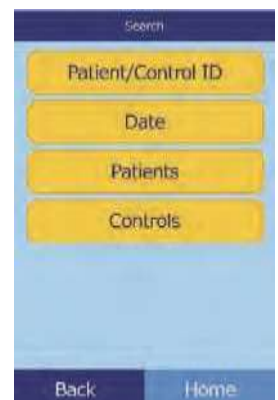 Search
Patient/Control ID
Date
Patients
Controls
Back
Home